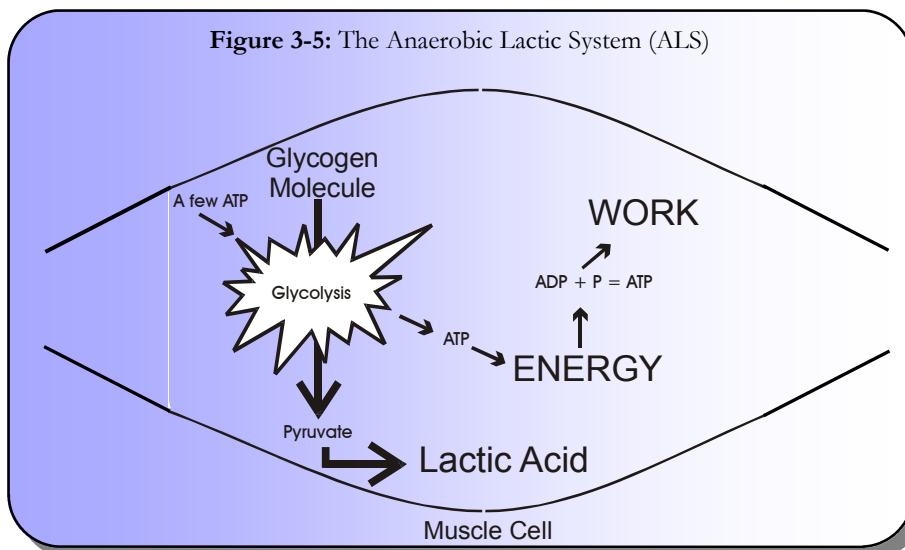 Figure 3-5: The Anaerobic Lactic System (ALS)
Glycogen
Molecule
A few ATP
WORK
Glycolysis
ADP + P = ATP
ATP
ENERGY
Pyruvate
Lactic Acid
Muscle Cell